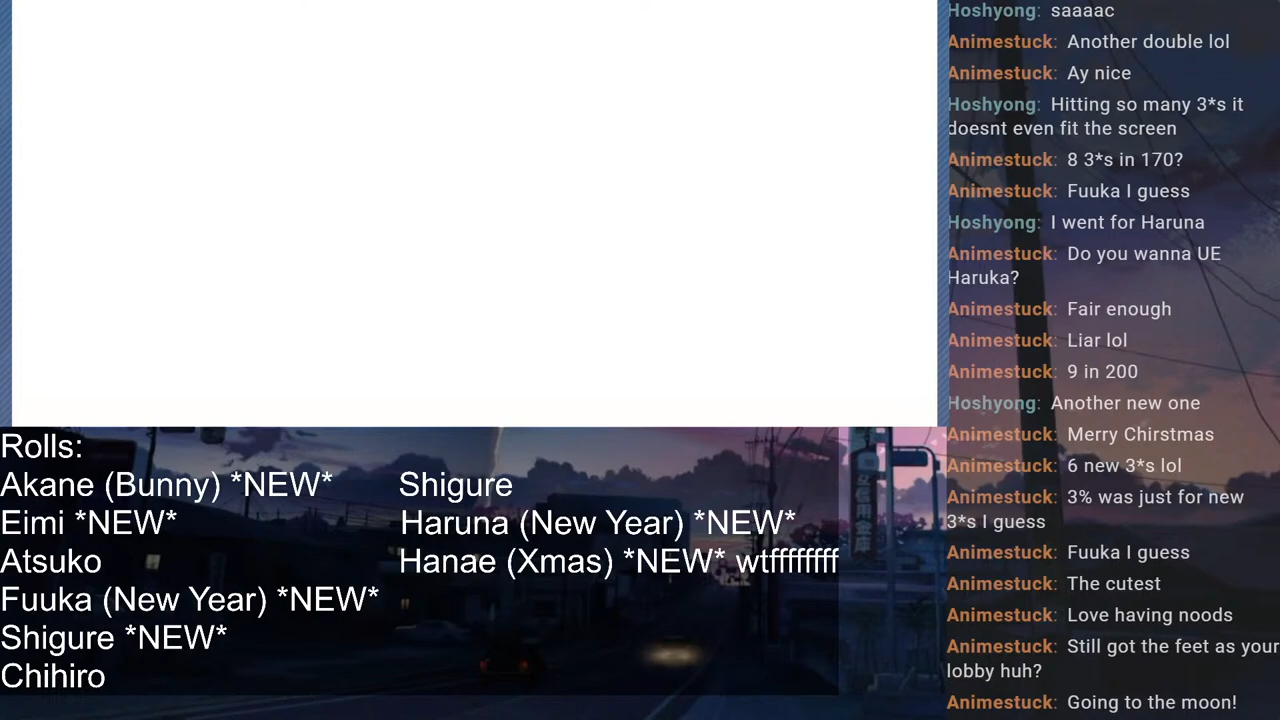 Hoshyong: saaaac
Animestuck: Another double lol
Animestuck: Ay nice
Hoshyong: Hitting so many 3*s it
doesnt even fit the screen
Animestuck: 8 3*s in 170?
Animestuck: Fuuka I guess
Hoshyong: I went for Haruna
Animestuck: Do you wanna UE
Haruka?
Animestuck: Fair enough
Animestuck: Liar lol
Animestuck: 9 in 200
Hoshyong: Another new one
Animestuck: Merry Chirstmas
Animestuck: 6 new 3*s lol
Animestuck: 3% was just for new
3*s I guess
Animestuck: Fuuka I guess
Animestuck: The cutest
Animestuck: Love having noods
Animestuck: Still got the feet as your
lobby huh?
Animestuck: Going to the moon!
Rolls:
Akane (Bunny) *NEW*
Eimi *NEW*
Atsuko
Fuuka (New Year) *NEW*
Shigure *NEW*
Chihiro
Shigure
Haruna (New Year) *NEW*
Hanae (Xmas) *NEW* wtfffffffff